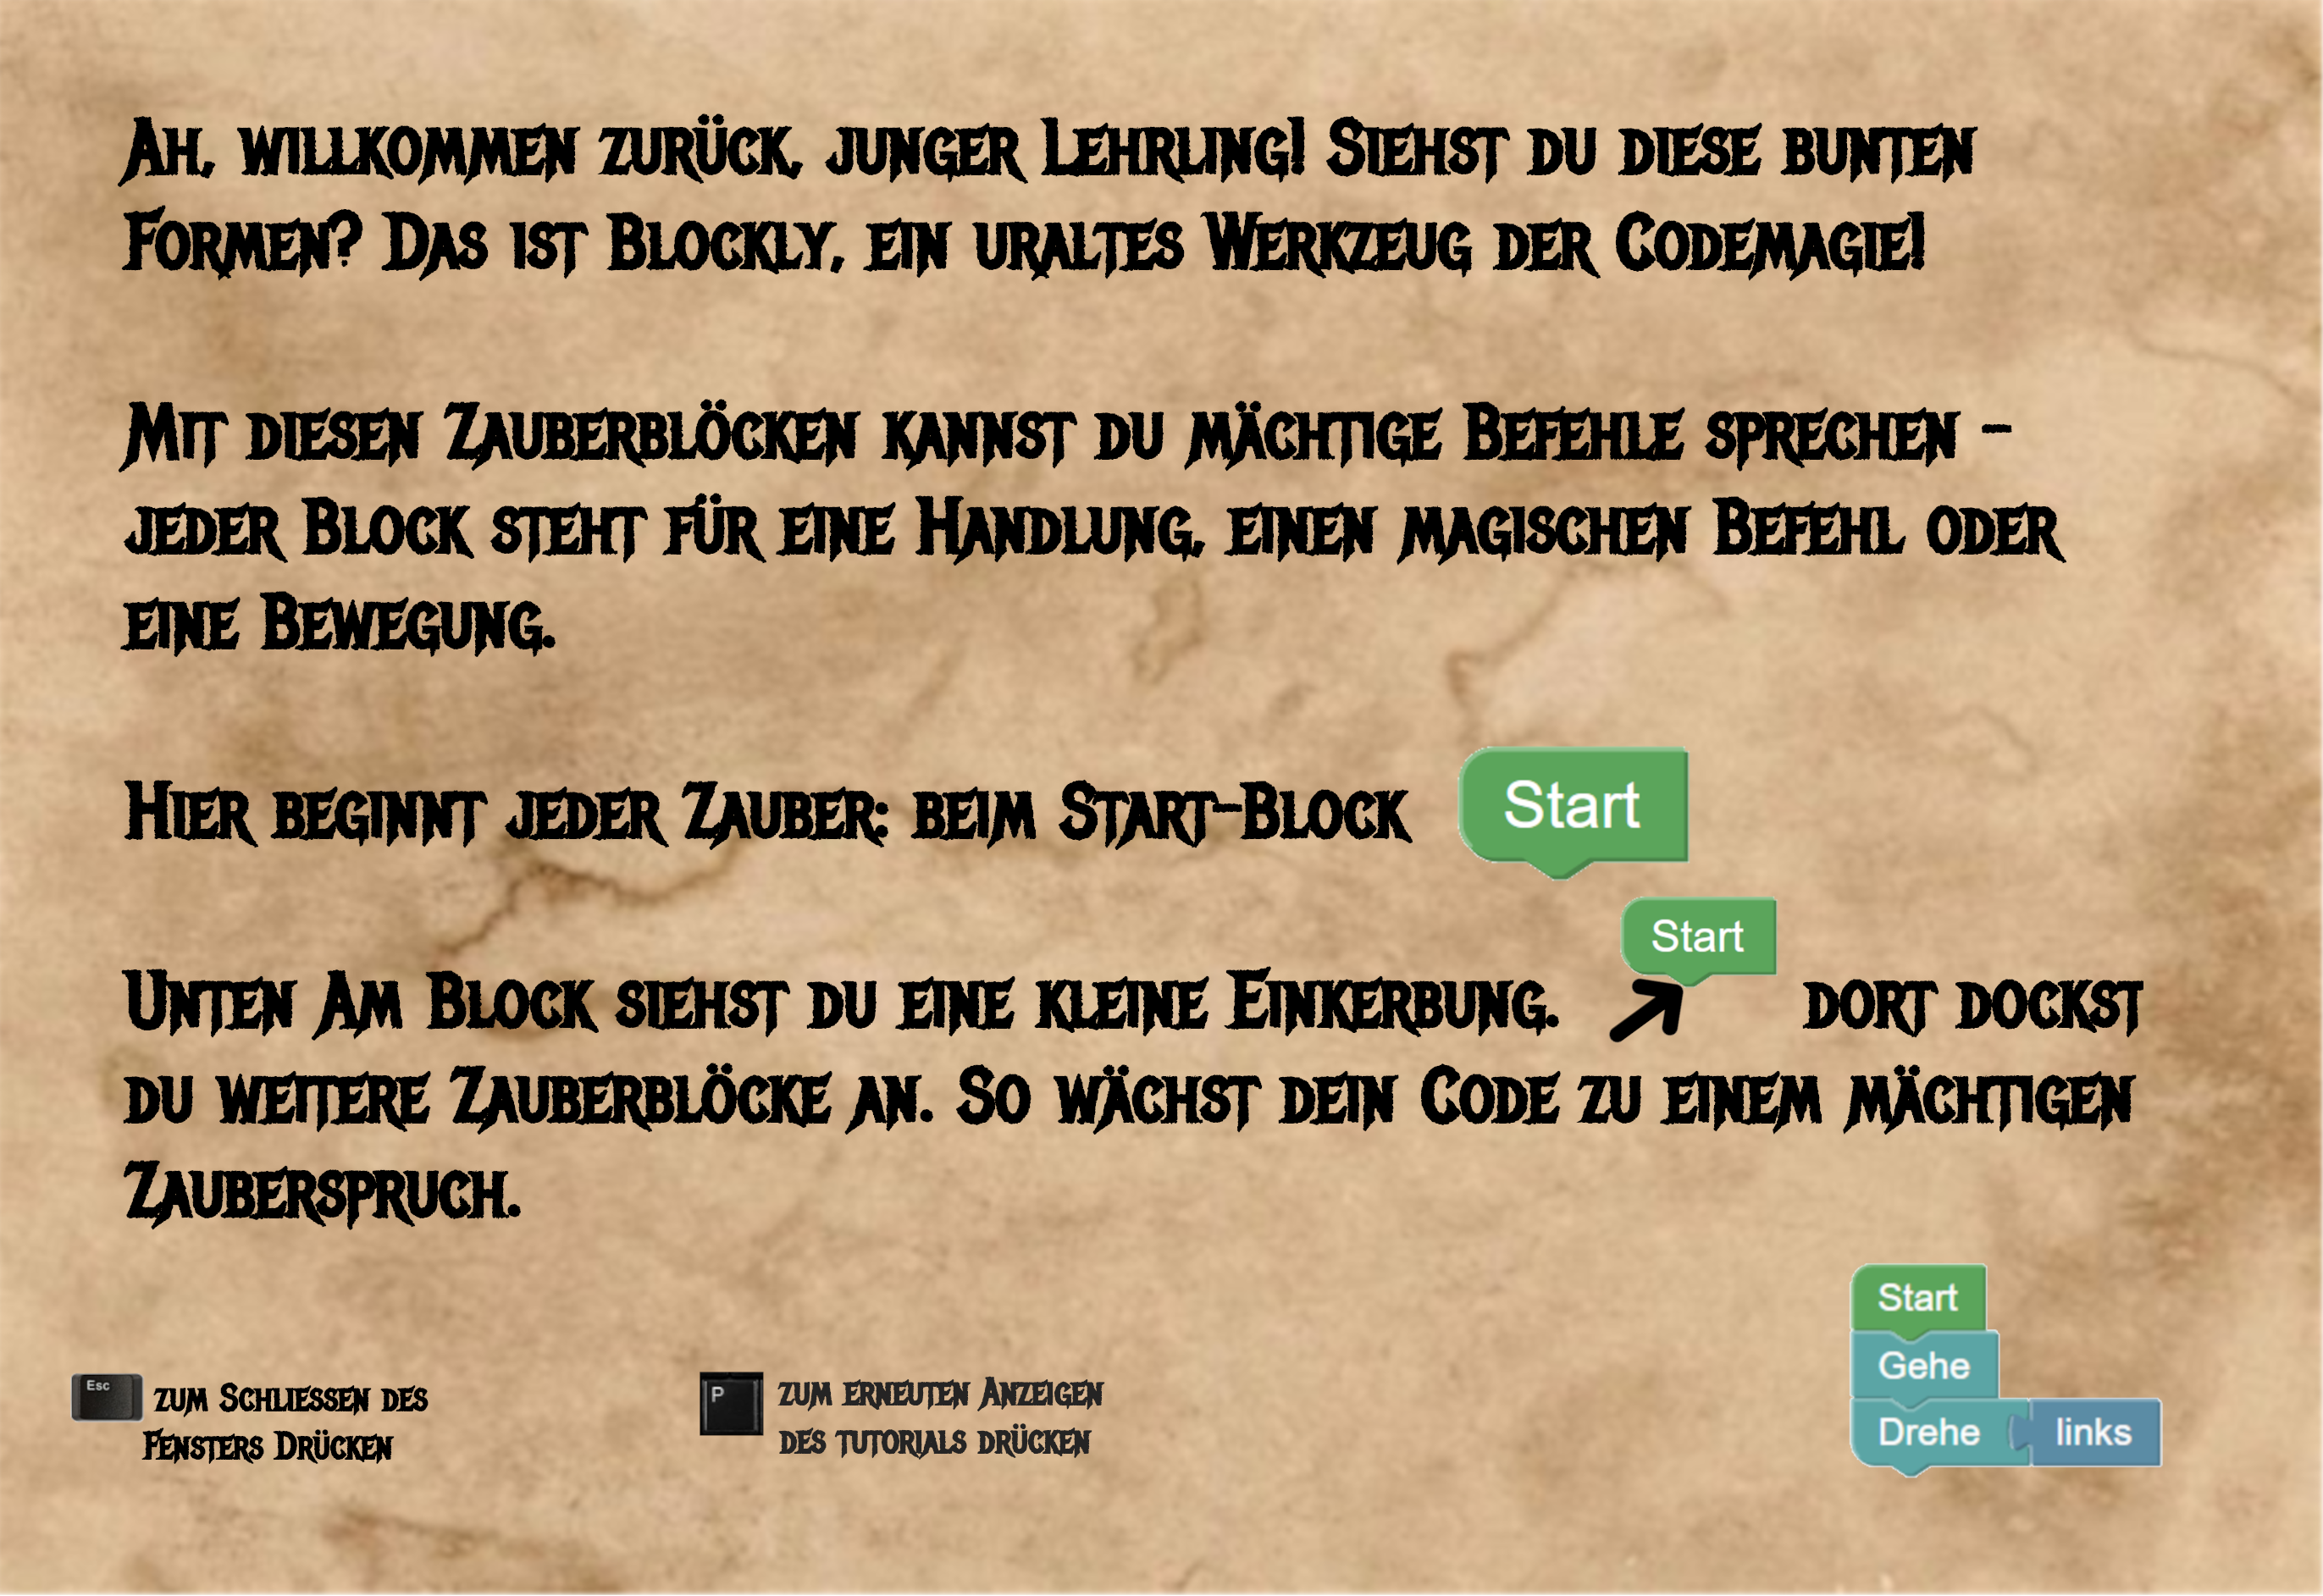 Ah, willkommen zurück, junger Lehrling! Siehst du diese bunten
Formen? Das ist Blockly, ein uraltes Werkzeug der Codemagie!
Mit diesen Zauberblöcken kannst du mächtige Befehle sprechen –
jeder Block steht für eine Handlung, einen magischen Befehl oder
eine Bewegung.
Hier beginnt jeder Zauber: beim Start-Block Start
Start
Unten Am Block siehst du eine kleine Einkerbung. dort dockst
du weitere Zauberblöcke an. So wächst dein Code zu einem mächtigen
Zauberspruch.
Start
Gehe
Drehe links
Esc zum Schliessen des
Fensters Drücken
P zum erneuten Anzeigen
des tutorials drücken